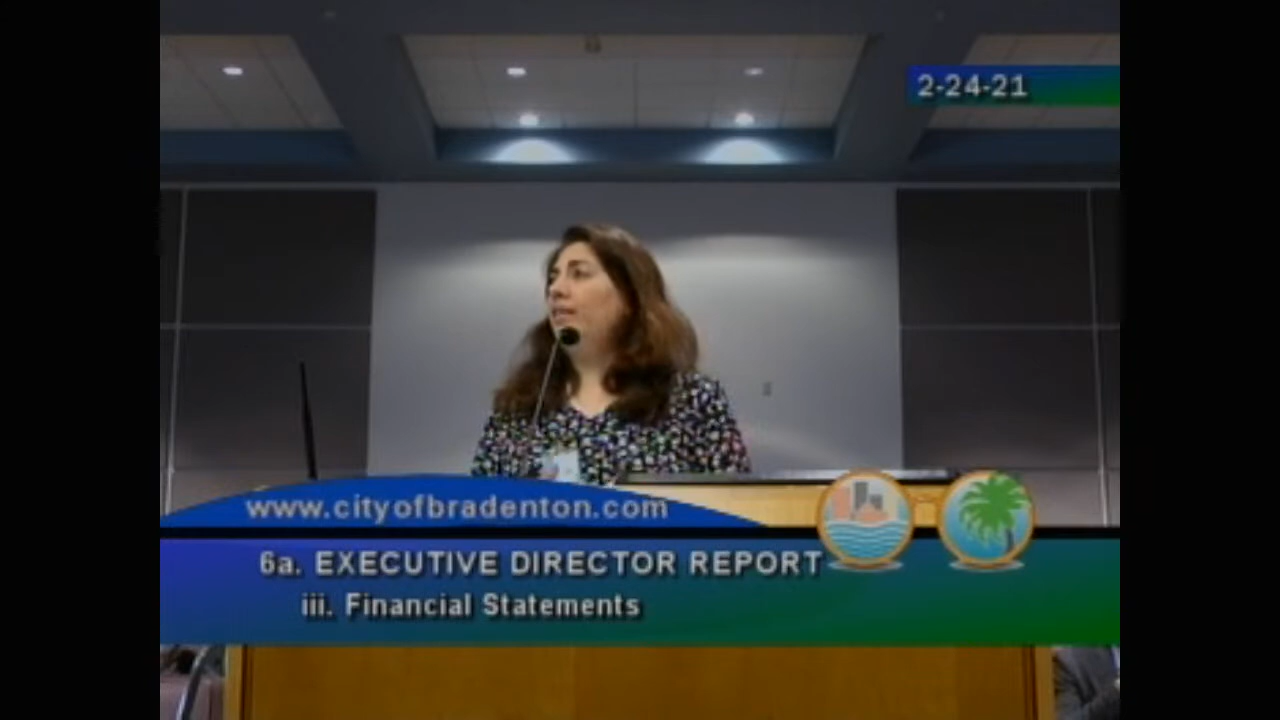 2-24-21
www.cityofbradenton.com
6a. EXECUTIVE DIRECTOR REPORT
iii. Financial Statements